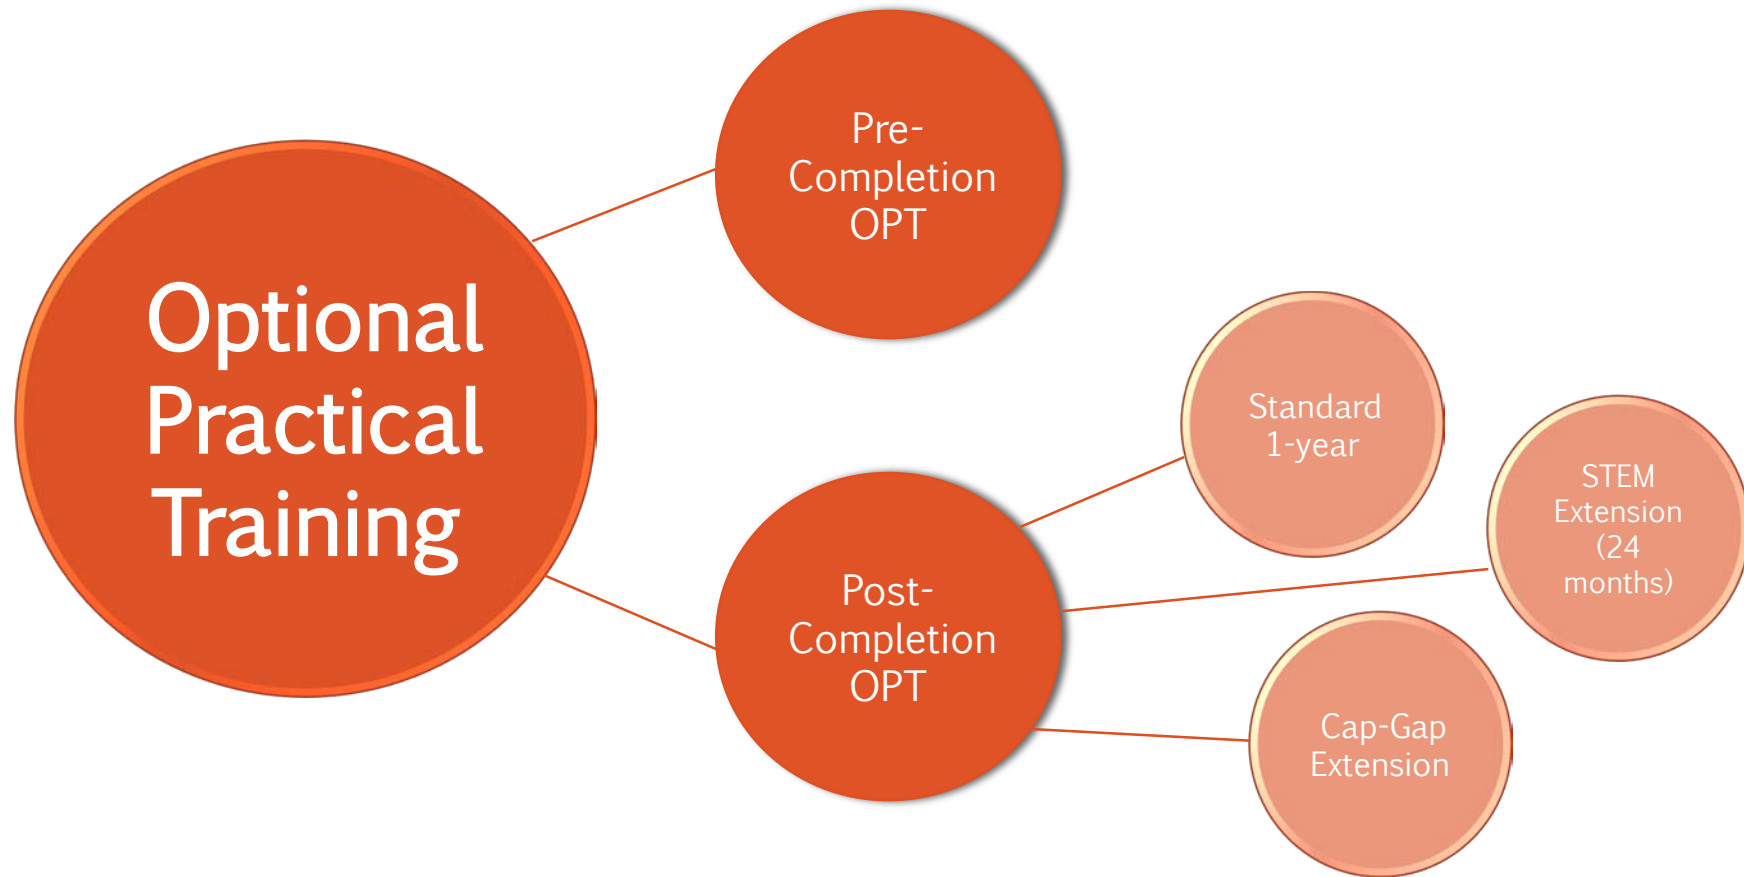 Optional
Practical
Training
Pre-
Completion
OPT
Post-
Completion
OPT
Standard
1-year
STEM
Extension
(24
months)
Cap-Gap
Extension